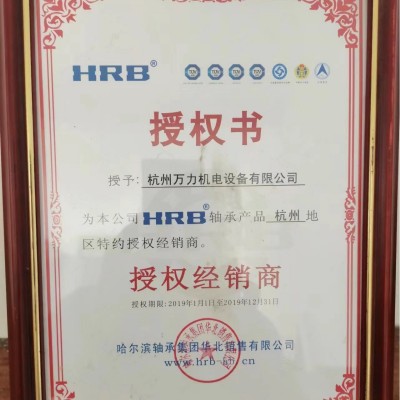 HRB®
授权书
授予：杭州万力机电设备有限公司
为本公司HRB®轴承产品 杭州 地
区特约授权经销商。
授权经销商
授权期限：2019年1月1日至2019年12月31日
哈尔滨轴承集团华北销售有限公司